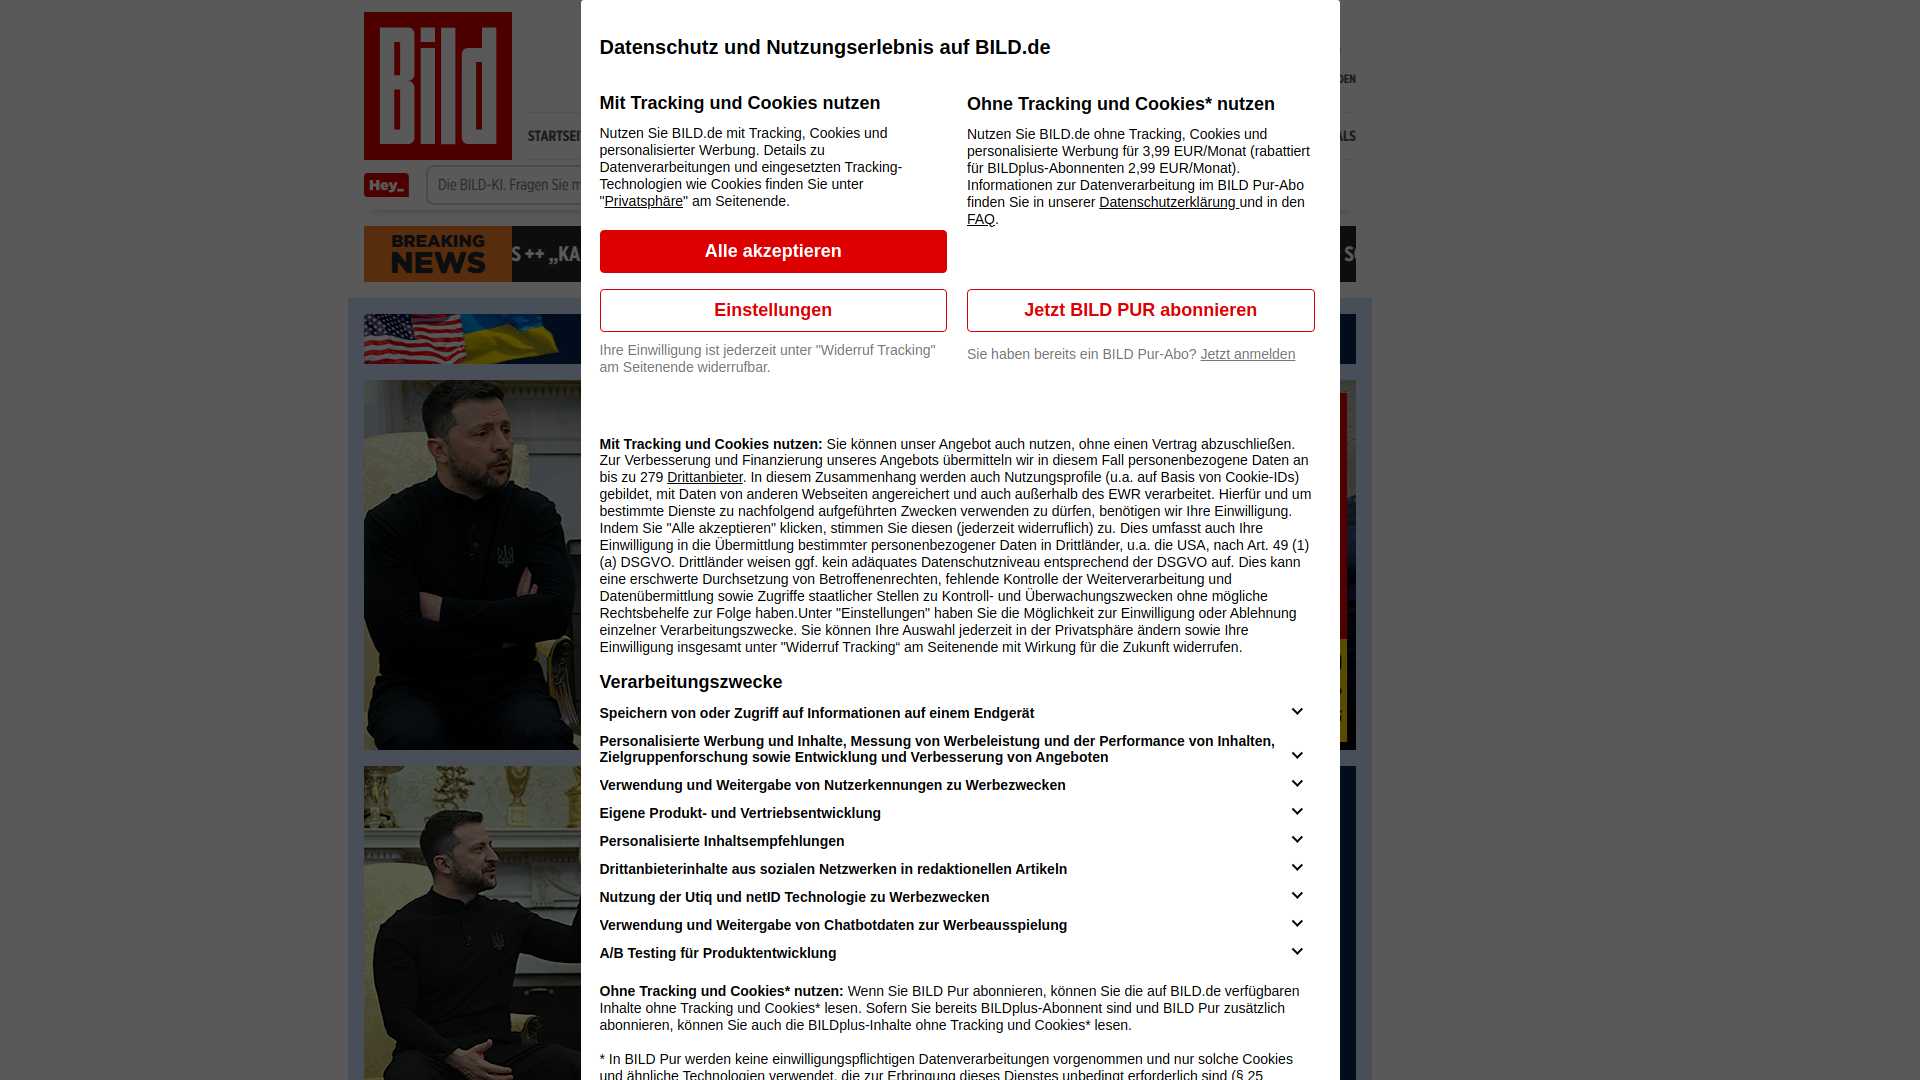 Bild
Datenschutz und Nutzungserlebnis auf BILD.de
Mit Tracking und Cookies nutzen
Nutzen Sie BILD.de mit Tracking, Cookies und
personalisierter Werbung. Details zu
Datenverarbeitungen und eingesetzten Tracking-
Technologien wie Cookies finden Sie unter
"Privatsphäre" am Seitenende.
Alle akzeptieren
Einstellungen
Ihre Einwilligung ist jederzeit unter "Widerruf Tracking"
am Seitenende widerrufbar.
Ohne Tracking und Cookies* nutzen
Nutzen Sie BILD.de ohne Tracking, Cookies und
personalisierte Werbung für 3,99 EUR/Monat (rabattiert
für BILDplus-Abonnenten 2,99 EUR/Monat).
Informationen zur Datenverarbeitung im BILD Pur-Abo
finden Sie in unserer Datenschutzerklärung und in den
FAQ.
Jetzt BILD PUR abonnieren
Sie haben bereits ein BILD Pur-Abo? Jetzt anmelden
Hey_
Die BILD-KI. Fragen Sie
BREAKING
NEWS
Mit Tracking und Cookies nutzen: Sie können unser Angebot auch nutzen, ohne einen Vertrag abzuschließen.
Zur Verbesserung und Finanzierung unseres Angebots übermitteln wir in diesem Fall personenbezogene Daten an
bis zu 279 Drittanbieter. In diesem Zusammenhang werden auch Nutzungsprofile (u.a. auf Basis von Cookie-IDs)
gebildet, mit Daten von anderen Webseiten angereichert und auch außerhalb des EWR verarbeitet. Hierfür und um
bestimmte Dienste zu nachfolgend aufgeführten Zwecken verwenden zu dürfen, benötigen wir Ihre Einwilligung.
Indem Sie "Alle akzeptieren" klicken, stimmen Sie diesen (jederzeit widerruflich) zu. Dies umfasst auch Ihre
Einwilligung in die Übermittlung bestimmter personenbezogener Daten in Drittländer, u.a. die USA, nach Art. 49 (1)
(a) DSGVO. Drittländer weisen ggf. kein adäquates Datenschutzniveau entsprechend der DSGVO auf. Dies kann
eine erschwerte Durchsetzung von Betroffenenrechten, fehlende Kontrolle der Weiterverarbeitung und
Datenübermittlung sowie Zugriffe staatlicher Stellen zu Kontroll- und Überwachungszwecken ohne mögliche
Rechtsbehelfe zur Folge haben.Unter "Einstellungen" haben Sie die Möglichkeit zur Einwilligung oder Ablehnung
einzelner Verarbeitungszwecke. Sie können Ihre Auswahl jederzeit in der Privatsphäre ändern sowie Ihre
Einwilligung insgesamt unter "Widerruf Tracking“ am Seitenende mit Wirkung für die Zukunft widerrufen.
Verarbeitungszwecke
Speichern von oder Zugriff auf Informationen auf einem Endgerät
Personalisierte Werbung und Inhalte, Messung von Werbeleistung und der Performance von Inhalten,
Zielgruppenforschung sowie Entwicklung und Verbesserung von Angeboten
Verwendung und Weitergabe von Nutzerkennungen zu Werbezwecken
Eigene Produkt- und Vertriebsentwicklung
Personalisierte Inhaltsempfehlungen
Drittanbieterinhalte aus sozialen Netzwerken in redaktionellen Artikeln
Nutzung der Utiq und netID Technologie zu Werbezwecken
Verwendung und Weitergabe von Chatbotdaten zur Werbeausspielung
A/B Testing für Produktentwicklung
Ohne Tracking und Cookies* nutzen: Wenn Sie BILD Pur abonnieren, können Sie die auf BILD.de verfügbaren
Inhalte ohne Tracking und Cookies* lesen. Sofern Sie bereits BILDplus-Abonnent sind und BILD Pur zusätzlich
abonnieren, können Sie auch die BILDplus-Inhalte ohne Tracking und Cookies* lesen.
* In BILD Pur werden keine einwilligungspflichtigen Datenverarbeitungen vorgenommen und nur solche Cookies
und ähnliche Technologien verwendet, die zur Erbringung dieses Dienstes unbedingt erforderlich sind (§ 25